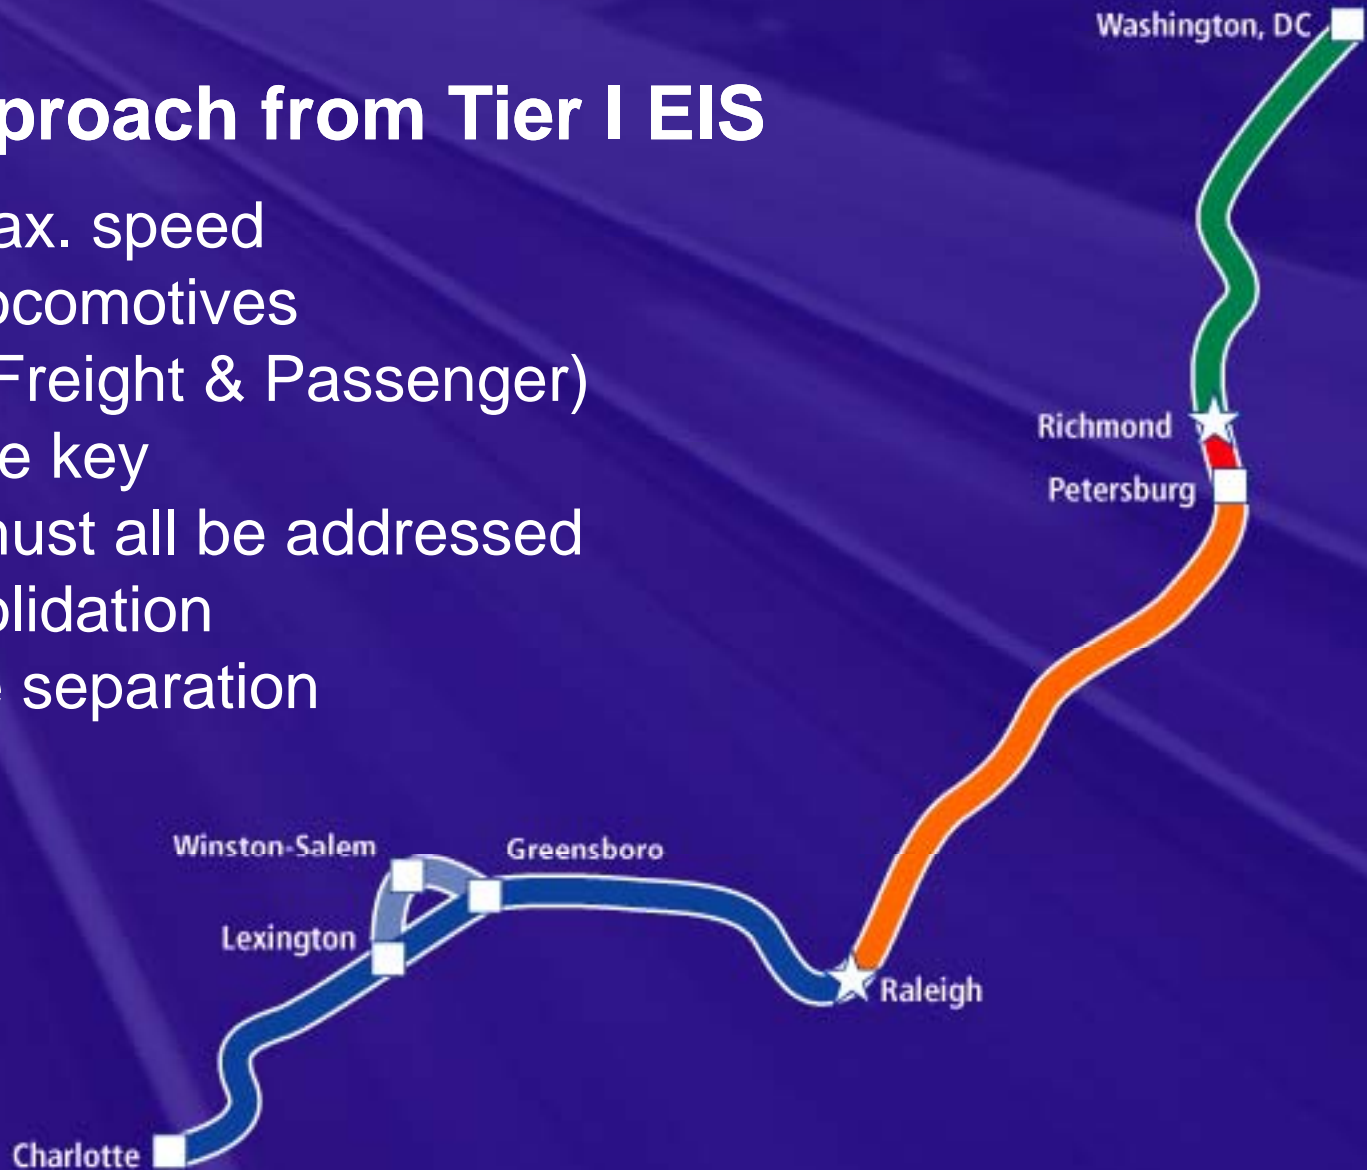 proach from Tier I EIS
ax. speed
ocomotives
Freight & Passenger)
e key
must all be addressed
olidation
e separation
Washington, DC
Richmond
Petersburg
Winston-Salem
Greensboro
Lexington
Raleigh
Charlotte